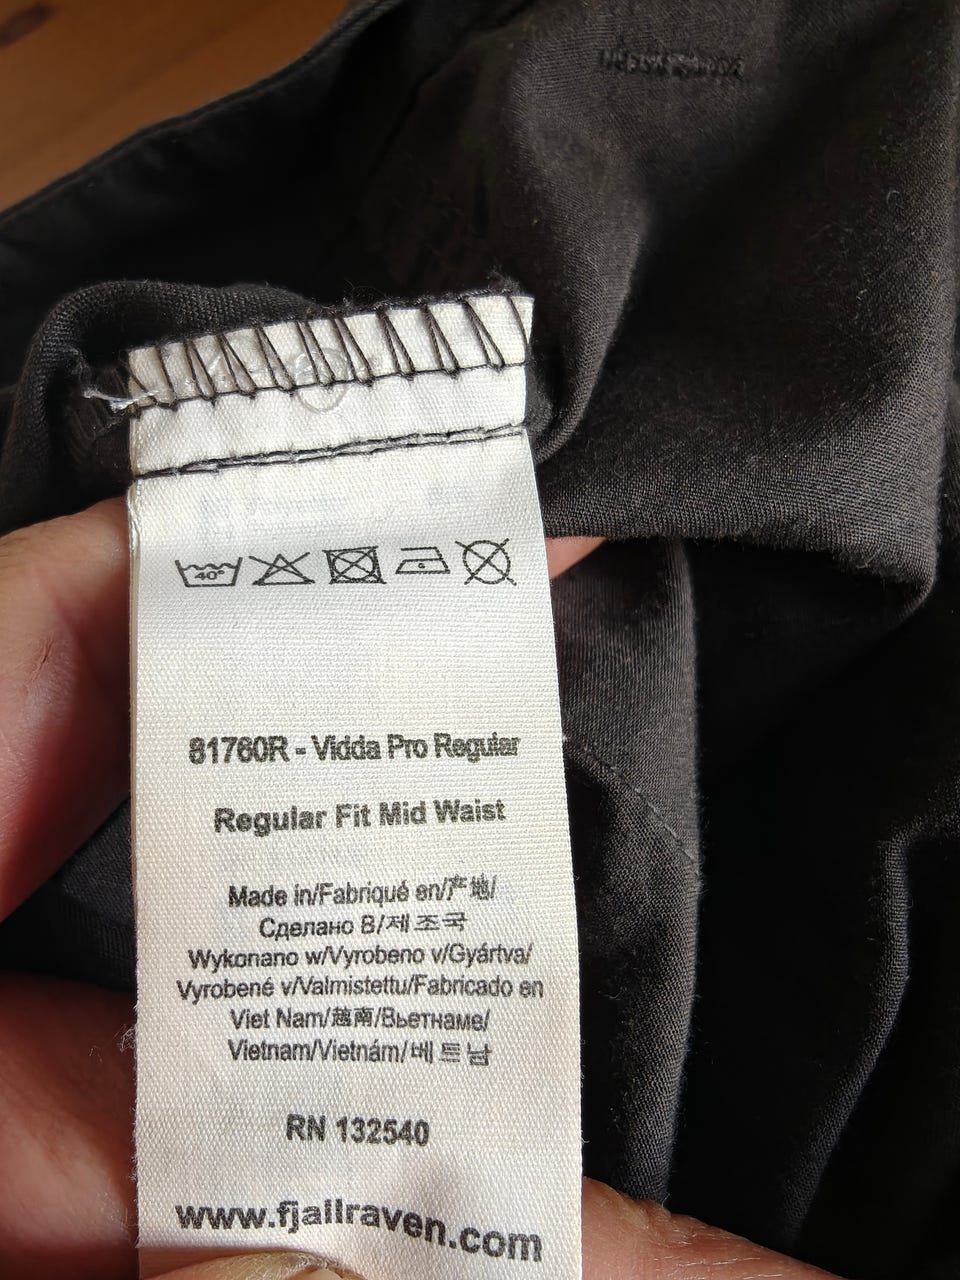 40°
81760R - Vidda Pro Regular
Regular Fit Mid Waist
Made in/Fabriqué en/产地/
Сделано В/제조국
Wykonano w/Vyrobeno v/Gyártva/
Vyrobené v/Valmistettu/Fabricado en
Viet Nam/越南/Вьетнаме/
Vietnam/Vietnám/베트남
RN 132540
www.fjallraven.com